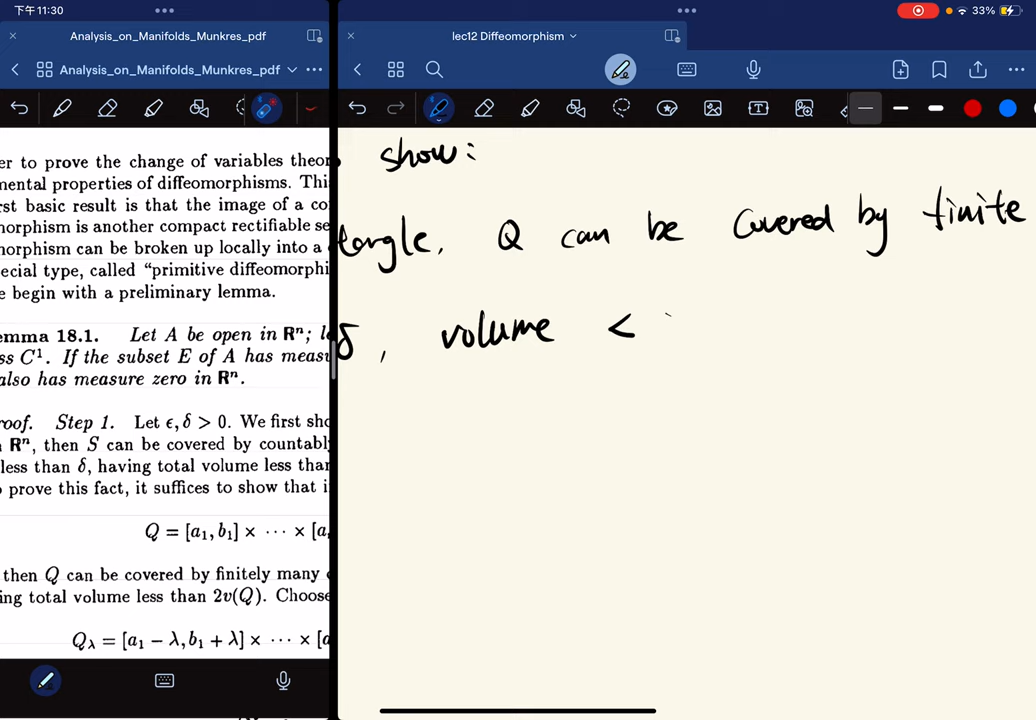 下午11:30
33%
Analysis_on_Manifolds_Munkres_pdf
lec12 Diffeomorphism
Analysis_on_Manifolds_Munkres_pdf
er to prove the change of variables theor
mental properties of diffeomorphisms. This
rst basic result is that the image of a co
morphism is another compact rectifiable se
morphism can be broken up locally into a
ecial type, called “primitive diffeomorphi
e begin with a preliminary lemma.
emma 18.1. Let A be open in Rⁿ; l
ss C¹. If the subset E of A has measu
also has measure zero in Rⁿ.
roof. Step 1. Let ϵ, δ > 0. We first sho
Rⁿ, then S can be covered by countabl
less than δ, having total volume less than
o prove this fact, it suffices to show that i
Q = [a₁, b₁] × ⋯ × [a
then Q can be covered by finitely many
ing total volume less than 2v(Q). Choose
Qλ = [a₁ − λ, b₁ + λ] × ⋯ × [a
show:
tangle, Q can be covered by finite
δ, volume <